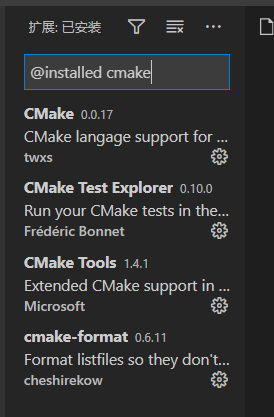 扩展: 已安装
@installed cmake
CMake 0.0.17
CMake langage support for ...
twxs
CMake Test Explorer 0.10.0
Run your CMake tests in the...
Frédéric Bonnet
CMake Tools 1.4.1
Extended CMake support in ...
Microsoft
cmake-format 0.6.11
Format listfiles so they don't...
cheshirekow